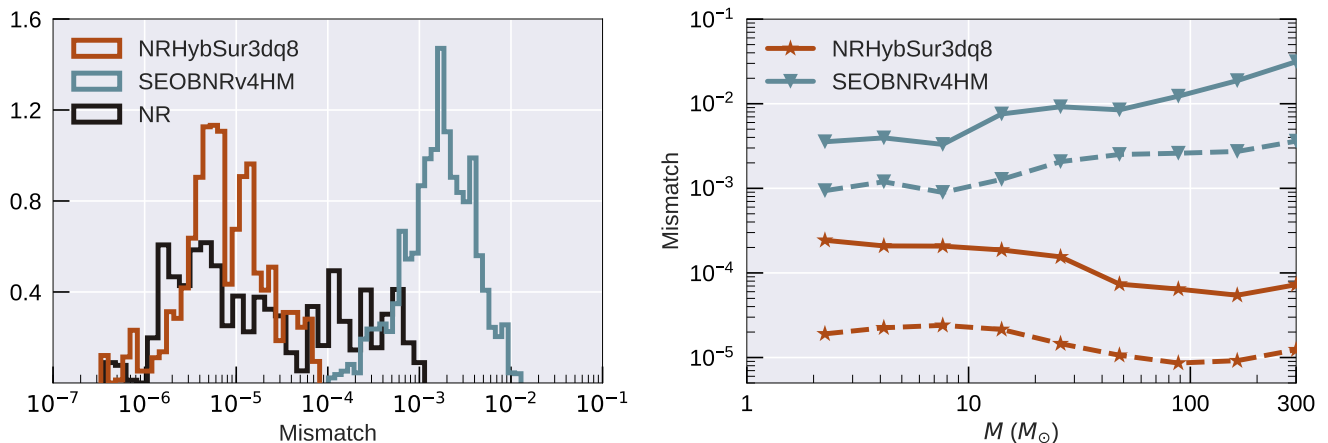 1.6
1.2
0.8
0.4
NRHybSur3dq8
SEOBNRv4HM
NR
10⁻⁷ 10⁻⁶ 10⁻⁵ 10⁻⁴ 10⁻³ 10⁻² 10⁻¹
Mismatch
Mismatch
10⁻¹
10⁻²
10⁻³
10⁻⁴
10⁻⁵
NRHybSur3dq8
SEOBNRv4HM
1 10 100 300
M (M⊙)